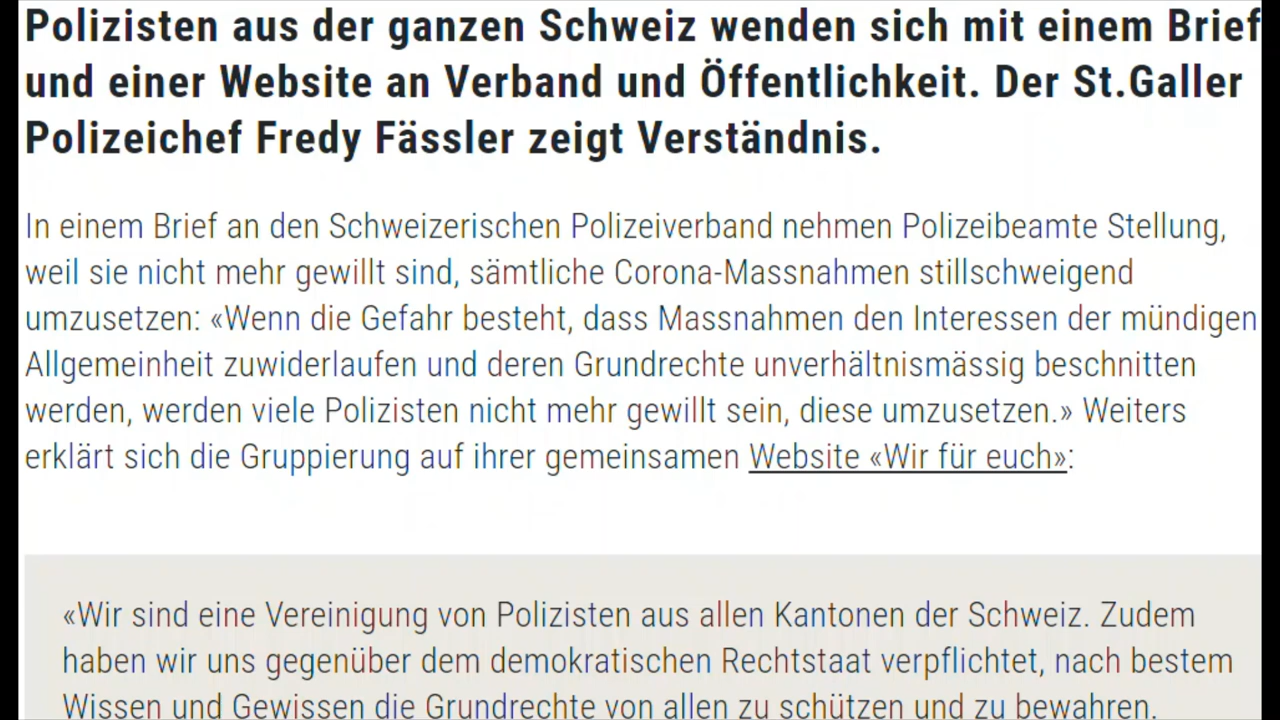 Polizisten aus der ganzen Schweiz wenden sich mit einem Brief
und einer Website an Verband und Öffentlichkeit. Der St.Galler
Polizeichef Fredy Fässler zeigt Verständnis.
In einem Brief an den Schweizerischen Polizeiverband nehmen Polizeibeamte Stellung,
weil sie nicht mehr gewillt sind, sämtliche Corona-Massnahmen stillschweigend
umzusetzen: «Wenn die Gefahr besteht, dass Massnahmen den Interessen der mündigen
Allgemeinheit zuwiderlaufen und deren Grundrechte unverhältnismässig beschnitten
werden, werden viele Polizisten nicht mehr gewillt sein, diese umzusetzen.» Weiters
erklärt sich die Gruppierung auf ihrer gemeinsamen Website «Wir für euch»:
«Wir sind eine Vereinigung von Polizisten aus allen Kantonen der Schweiz. Zudem
haben wir uns gegenüber dem demokratischen Rechtstaat verpflichtet, nach bestem
Wissen und Gewissen die Grundrechte von allen zu schützen und zu bewahren.